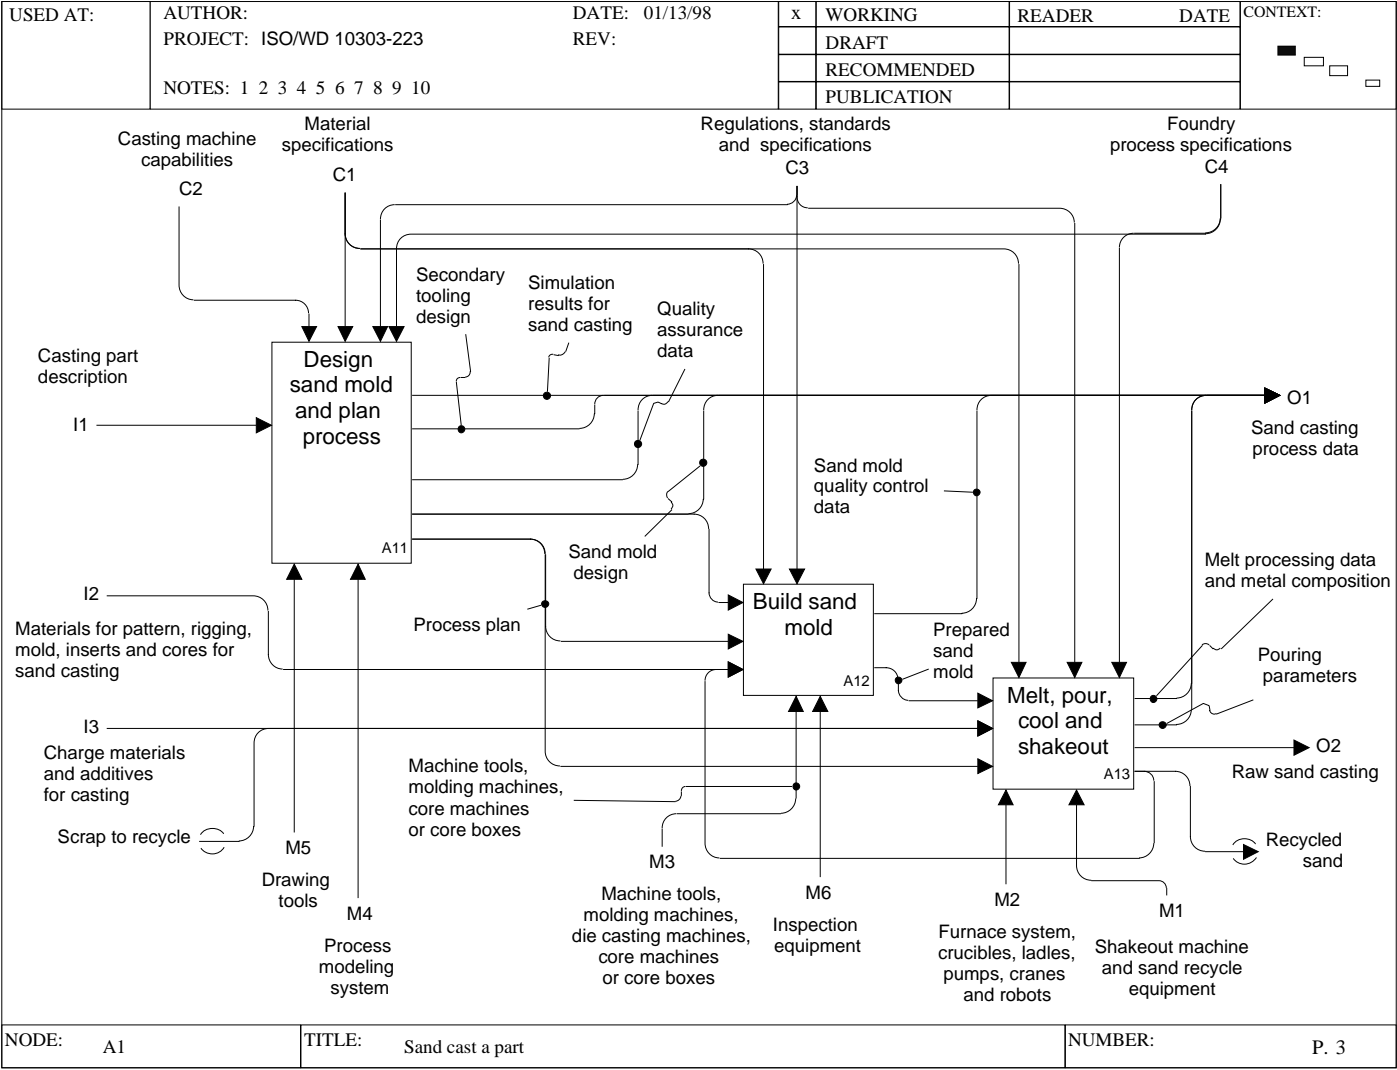 USED AT:
AUTHOR:
DATE: 01/13/98
PROJECT: ISO/WD 10303-223
REV:
NOTES: 1 2 3 4 5 6 7 8 9 10
x WORKING
DRAFT
RECOMMENDED
PUBLICATION
READER DATE
CONTEXT:
Casting machine
capabilities
C2
Material
specifications
C1
Regulations, standards
and specifications
C3
Foundry
process specifications
C4
Secondary
tooling
design
Simulation
results for
sand casting
Quality
assurance
data
Casting part
description
I1
Design
sand mold
and plan
process
A11
O1
Sand casting
process data
Sand mold
quality control
data
Sand mold
design
Melt processing data
and metal composition
I2
Materials for pattern, rigging,
mold, inserts and cores for
sand casting
Process plan
Build sand
mold
A12
Prepared
sand
mold
Pouring
parameters
Melt, pour,
cool and
shakeout
A13
I3
Charge materials
and additives
for casting
O2
Raw sand casting
Scrap to recycle
Machine tools,
molding machines,
core machines
or core boxes
Recycled
sand
M5
Drawing
tools
M4
Process
modeling
system
M3
Machine tools,
molding machines,
die casting machines,
core machines
or core boxes
M6
Inspection
equipment
M2
Furnace system,
crucibles, ladles,
pumps, cranes
and robots
M1
Shakeout machine
and sand recycle
equipment
NODE: A1
TITLE: Sand cast a part
NUMBER: P. 3